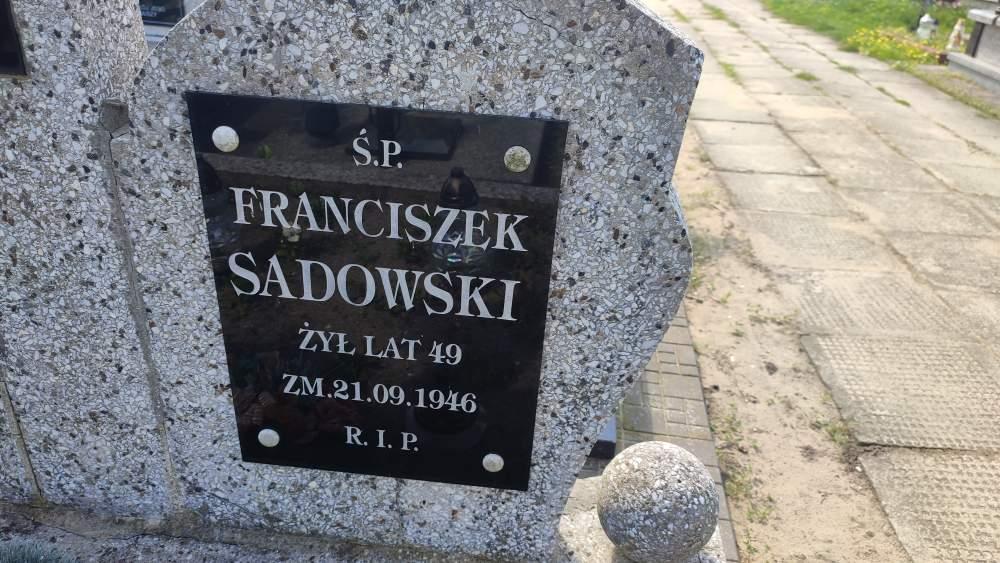 Ś.P.
FRANCISZEK
SADOWSKI
ŻYŁ LAT 49
ZM.21.09.1946
R. I. P.